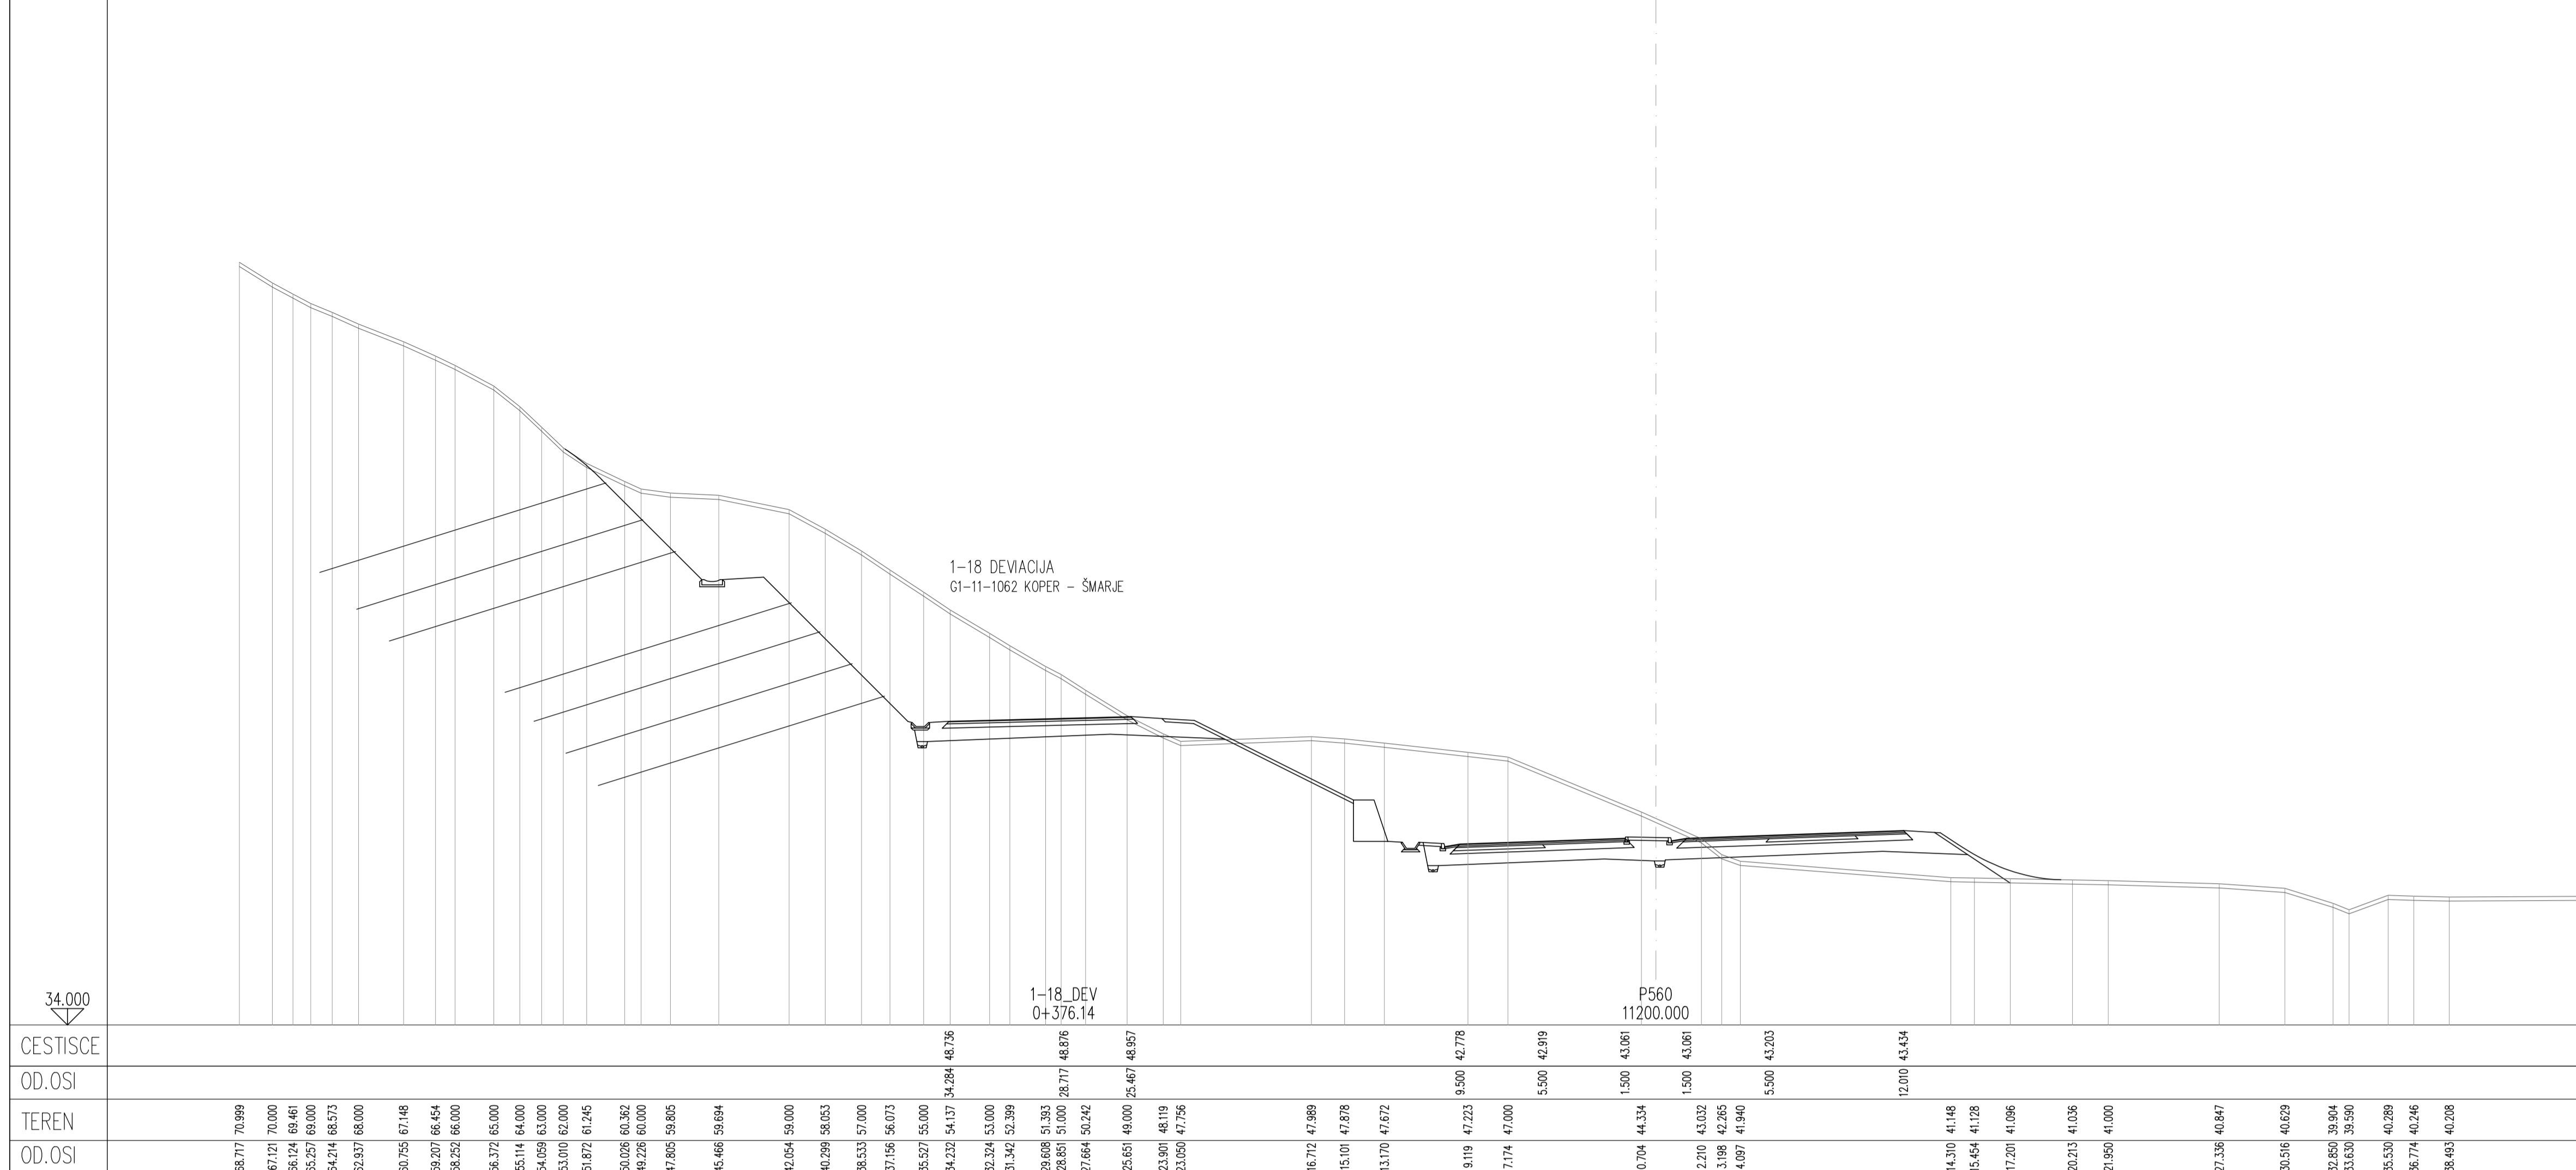 1-18 DEVIACIJA
G1-11-1062 KOPER - ŠMARJE
34.000
1-18_DEV
0+376.14
P560
11200.000
CESTISCE 48.736 48.876 48.957 42.778 42.919 43.061 43.061 43.203 43.434
OD.OSI 34.284 28.717 25.467 9.500 5.500 1.500 1.500 5.500 12.010
TEREN 70.999 70.000 69.461 69.000 68.573 68.000 67.148 66.454 66.000 65.000 64.000 63.000 62.000 61.245 60.362 60.000 59.805 59.694 59.000 58.053 57.000 56.073 55.000 54.137 53.000 52.399 51.393 51.000 50.242 49.000 48.119 47.756 47.989 47.878 47.672 47.223 47.000 44.334 43.032 42.265 41.940 41.148 41.128 41.096 41.036 41.000 40.847 40.629 39.904 39.590 40.289 40.246 40.208
OD.OSI 68.717 67.121 66.124 65.257 64.214 62.937 60.755 59.207 58.252 56.372 55.114 54.059 53.010 51.872 50.026 49.226 47.805 45.466 42.054 40.299 38.533 37.156 35.527 34.232 32.324 31.342 29.608 28.851 27.664 25.651 23.901 23.050 16.712 15.101 13.170 9.119 7.174 0.704 2.210 3.198 4.097 14.310 15.454 17.201 20.213 21.950 27.336 30.516 32.850 33.630 35.530 36.774 38.493